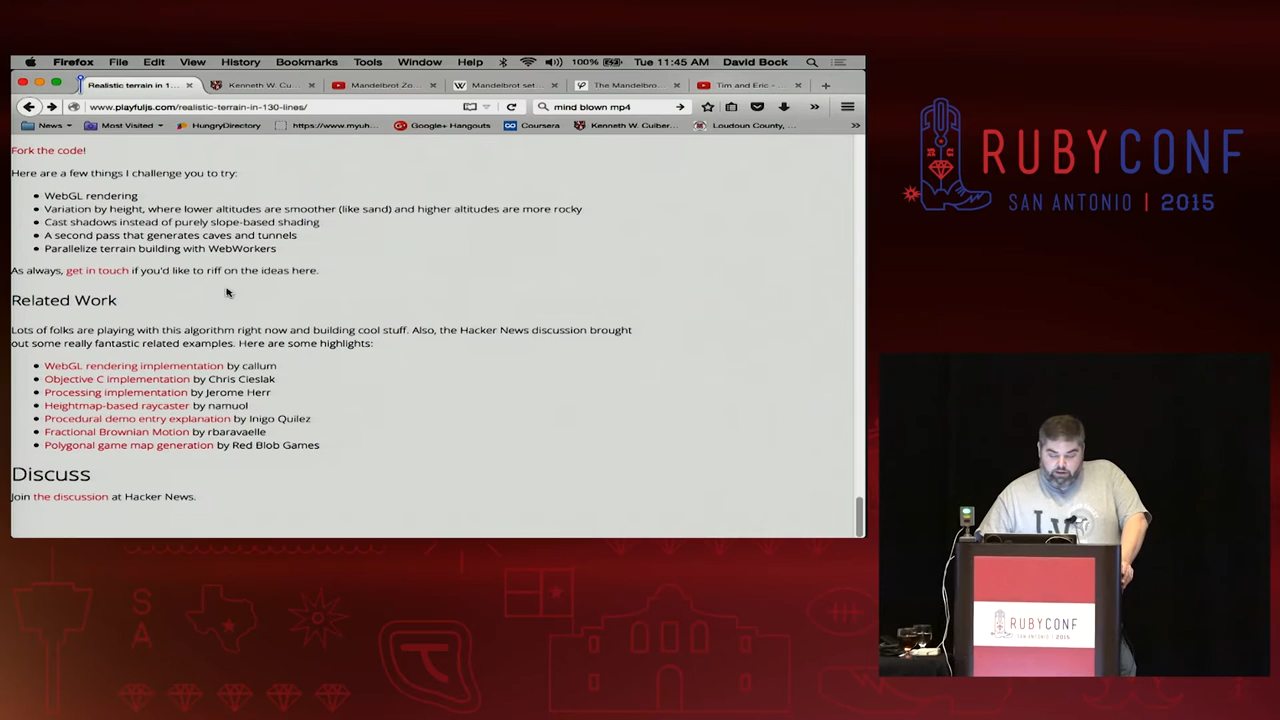 Firefox File Edit View History Bookmarks Tools Window Help 100% Tue 11:45 AM David Bock
Realistic terrain in 1... Kenneth W. Cu... Mandelbrot Zo... Mandelbrot set... The Mandelbro... Tim and Eric - ...
www.playfuljs.com/realistic-terrain-in-130-lines/ mind blown mp4
News Most Visited HungryDirectory https://www.myuh... Google+ Hangouts Coursera Kenneth W. Culber... Loudoun County, ...
Fork the code!
Here are a few things I challenge you to try:
WebGL rendering
Variation by height, where lower altitudes are smoother (like sand) and higher altitudes are more rocky
Cast shadows instead of purely slope-based shading
A second pass that generates caves and tunnels
Parallelize terrain building with WebWorkers
As always, get in touch if you'd like to riff on the ideas here.
Related Work
Lots of folks are playing with this algorithm right now and building cool stuff. Also, the Hacker News discussion brought
out some really fantastic related examples. Here are some highlights:
WebGL rendering implementation by callum
Objective C implementation by Chris Cieslak
Processing implementation by Jerome Herr
Heightmap-based raycaster by namuol
Procedural demo entry explanation by Inigo Quilez
Fractional Brownian Motion by rbaravaelle
Polygonal game map generation by Red Blob Games
Discuss
Join the discussion at Hacker News.
RUBYCONF
SAN ANTONIO | 2015
RUBYCONF
SAN ANTONIO | 2015
S
A